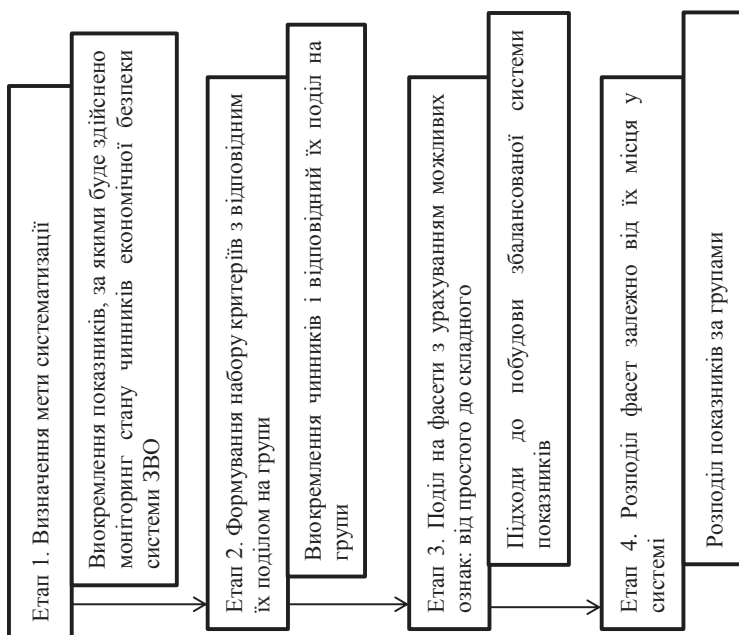 Етап 1. Визначення мети систематизації
Виокремлення показників, за якими буде здійснено
моніторинг стану чинників економічної безпеки
системи ЗВО
Етап 2. Формування набору критеріїв з відповідним
їх поділом на групи
Виокремлення чинників і відповідний їх поділ на
групи
Етап 3. Поділ на фасети з урахуванням можливих
ознак: від простого до складного
Підходи до побудови збалансованої системи
показників
Етап 4. Розподіл фасет залежно від їх місця у
системі
Розподіл показників за групами